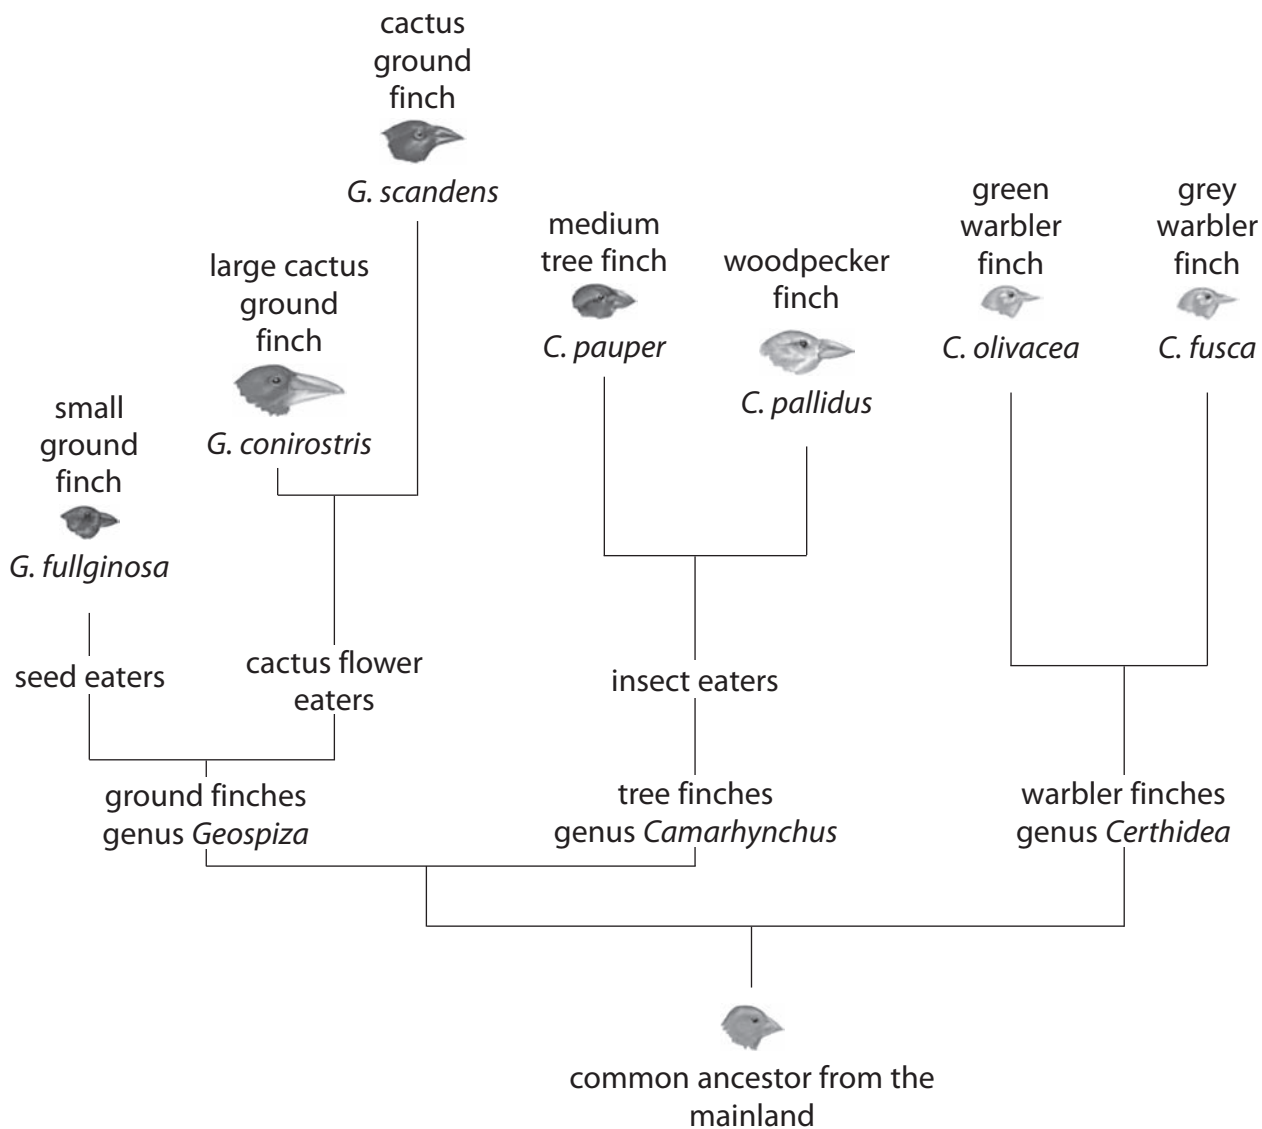 cactus
ground
finch
G. scandens
large cactus
ground
finch
G. conirostris
small
ground
finch
G. fullginosa
medium
tree finch
C. pauper
woodpecker
finch
C. pallidus
green
warbler
finch
C. olivacea
grey
warbler
finch
C. fusca
seed eaters
cactus flower
eaters
insect eaters
ground finches
genus Geospiza
tree finches
genus Camarhynchus
warbler finches
genus Certhidea
common ancestor from the
mainland